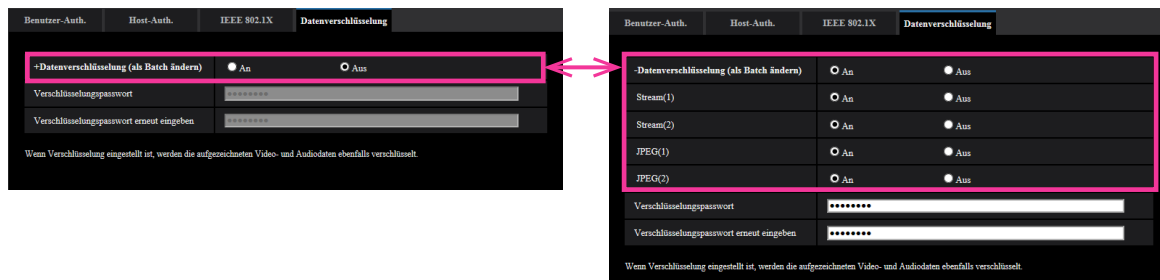 Benutzer-Auth. Host-Auth. IEEE 802.1X Datenverschlüsselung
+Datenverschlüsselung (als Batch ändern) An Aus
Verschlüsselungspasswort ••••••••
Verschlüsselungspasswort erneut eingeben ••••••••
Wenn Verschlüsselung eingestellt ist, werden die aufgezeichneten Video- und Audiodaten ebenfalls verschlüsselt.
Benutzer-Auth. Host-Auth. IEEE 802.1X Datenverschlüsselung
-Datenverschlüsselung (als Batch ändern) An Aus
Stream(1) An Aus
Stream(2) An Aus
JPEG(1) An Aus
JPEG(2) An Aus
Verschlüsselungspasswort ••••••••
Verschlüsselungspasswort erneut eingeben ••••••••
Wenn Verschlüsselung eingestellt ist, werden die aufgezeichneten Video- und Audiodaten ebenfalls verschlüsselt.